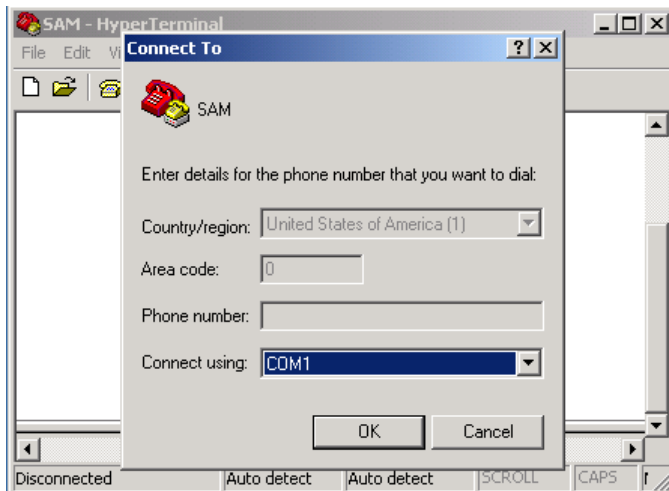 SAM - HyperTerminal
File Edit Vi
Connect To
SAM
Enter details for the phone number that you want to dial:
Country/region: United States of America (1)
Area code: 0
Phone number:
Connect using: COM1
OK Cancel
Disconnected Auto detect Auto detect SCROLL CAPS